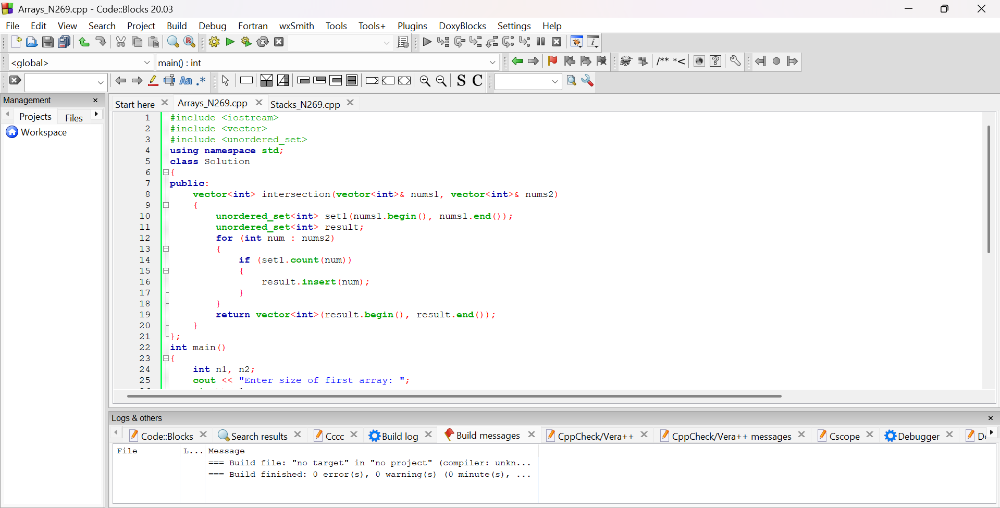 Arrays_N269.cpp - Code::Blocks 20.03
File Edit View Search Project Build Debug Fortran wxSmith Tools Tools+ Plugins DoxyBlocks Settings Help
<global> main() : int /** *<
Aa .* S C
Management
Projects Files
Workspace
Start here Arrays_N269.cpp Stacks_N269.cpp
1 #include <iostream>
2 #include <vector>
3 #include <unordered_set>
4 using namespace std;
5 class Solution
6 {
7 public:
8 vector<int> intersection(vector<int>& nums1, vector<int>& nums2)
9 {
10 unordered_set<int> set1(nums1.begin(), nums1.end());
11 unordered_set<int> result;
12 for (int num : nums2)
13 {
14 if (set1.count(num))
15 {
16 result.insert(num);
17 }
18 }
19 return vector<int>(result.begin(), result.end());
20 }
21 };
22 int main()
23 {
24 int n1, n2;
25 cout << "Enter size of first array: ";
Logs & others
Code::Blocks Search results Cccc Build log Build messages CppCheck/Vera++ CppCheck/Vera++ messages Cscope Debugger
File L... Message
=== Build file: "no target" in "no project" (compiler: unkn...
=== Build finished: 0 error(s), 0 warning(s) (0 minute(s), ...